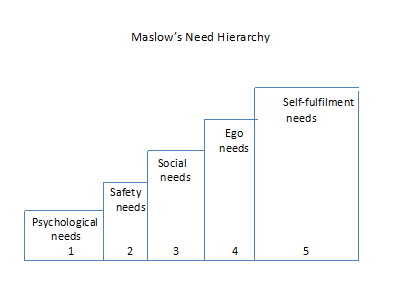 Maslow's Need Hierarchy
Self-fulfilment
needs
Ego
needs
Social
needs
Safety
needs
Psychological
needs
1
2
3
4
5